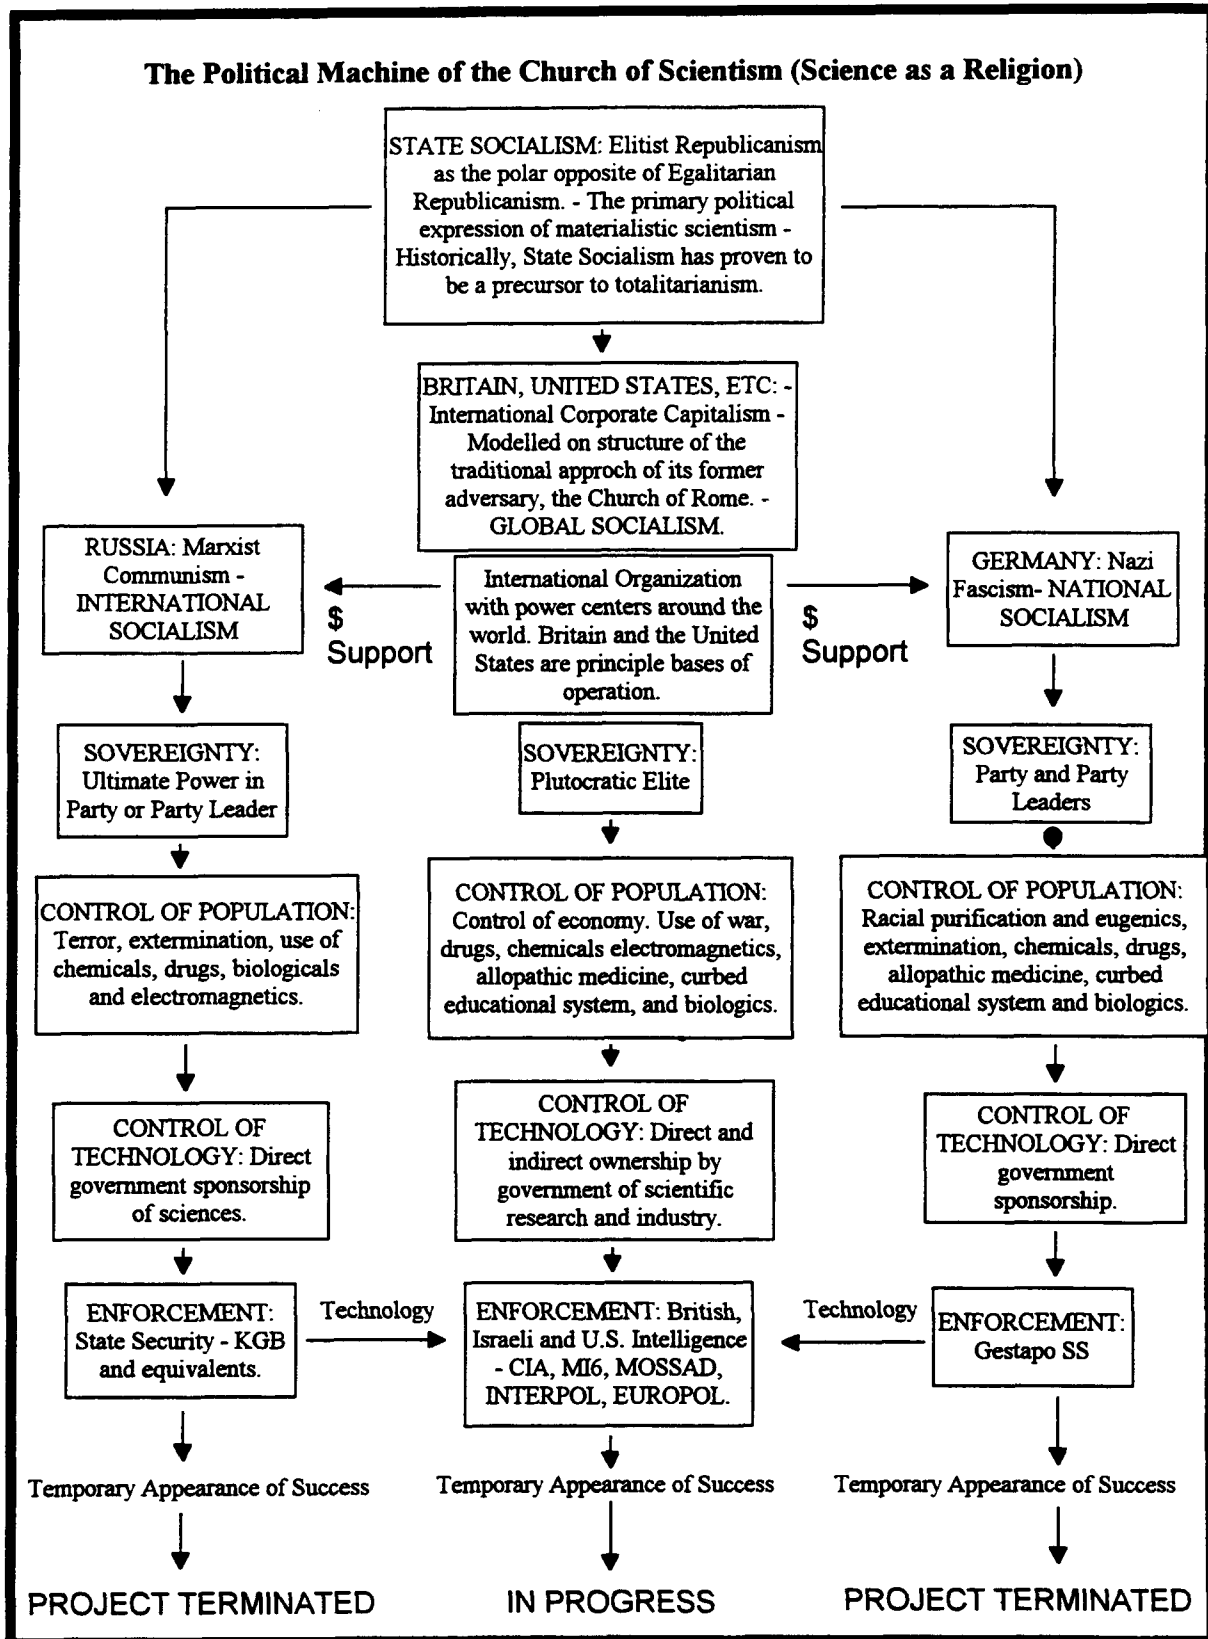 The Political Machine of the Church of Scientism (Science as a Religion)
STATE SOCIALISM: Elitist Republicanism
as the polar opposite of Egalitarian
Republicanism. - The primary political
expression of materialistic scientism -
Historically, State Socialism has proven to
be a precursor to totalitarianism.
BRITAIN, UNITED STATES, ETC: -
International Corporate Capitalism -
Modelled on structure of the
traditional approch of its former
adversary, the Church of Rome. -
GLOBAL SOCIALISM.
RUSSIA: Marxist
Communism -
INTERNATIONAL
SOCIALISM
$
Support
International Organization
with power centers around the
world. Britain and the United
States are principle bases of
operation.
$
Support
GERMANY: Nazi
Fascism- NATIONAL
SOCIALISM
SOVEREIGNTY:
Ultimate Power in
Party or Party Leader
SOVEREIGNTY:
Plutocratic Elite
SOVEREIGNTY:
Party and Party
Leaders
CONTROL OF POPULATION:
Terror, extermination, use of
chemicals, drugs, biologicals
and electromagnetics.
CONTROL OF POPULATION:
Control of economy. Use of war,
drugs, chemicals electromagnetics,
allopathic medicine, curbed
educational system, and biologics.
CONTROL OF POPULATION:
Racial purification and eugenics,
extermination, chemicals, drugs,
allopathic medicine, curbed
educational system and biologics.
CONTROL OF
TECHNOLOGY: Direct
government sponsorship
of sciences.
CONTROL OF
TECHNOLOGY: Direct and
indirect ownership by
government of scientific
research and industry.
CONTROL OF
TECHNOLOGY: Direct
government
sponsorship.
ENFORCEMENT:
State Security - KGB
and equivalents.
Technology
ENFORCEMENT: British,
Israeli and U.S. Intelligence
- CIA, MI6, MOSSAD,
INTERPOL, EUROPOL.
Technology
ENFORCEMENT:
Gestapo SS
Temporary Appearance of Success
Temporary Appearance of Success
Temporary Appearance of Success
PROJECT TERMINATED
IN PROGRESS
PROJECT TERMINATED